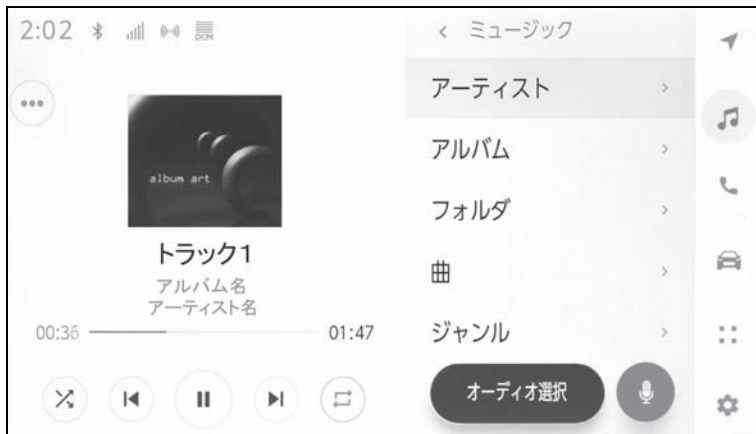 2:02
DCM
album art
トラック1
アルバム名
アーティスト名
00:36
01:47
ミュージック
アーティスト
アルバム
フォルダ
曲
ジャンル
オーディオ選択